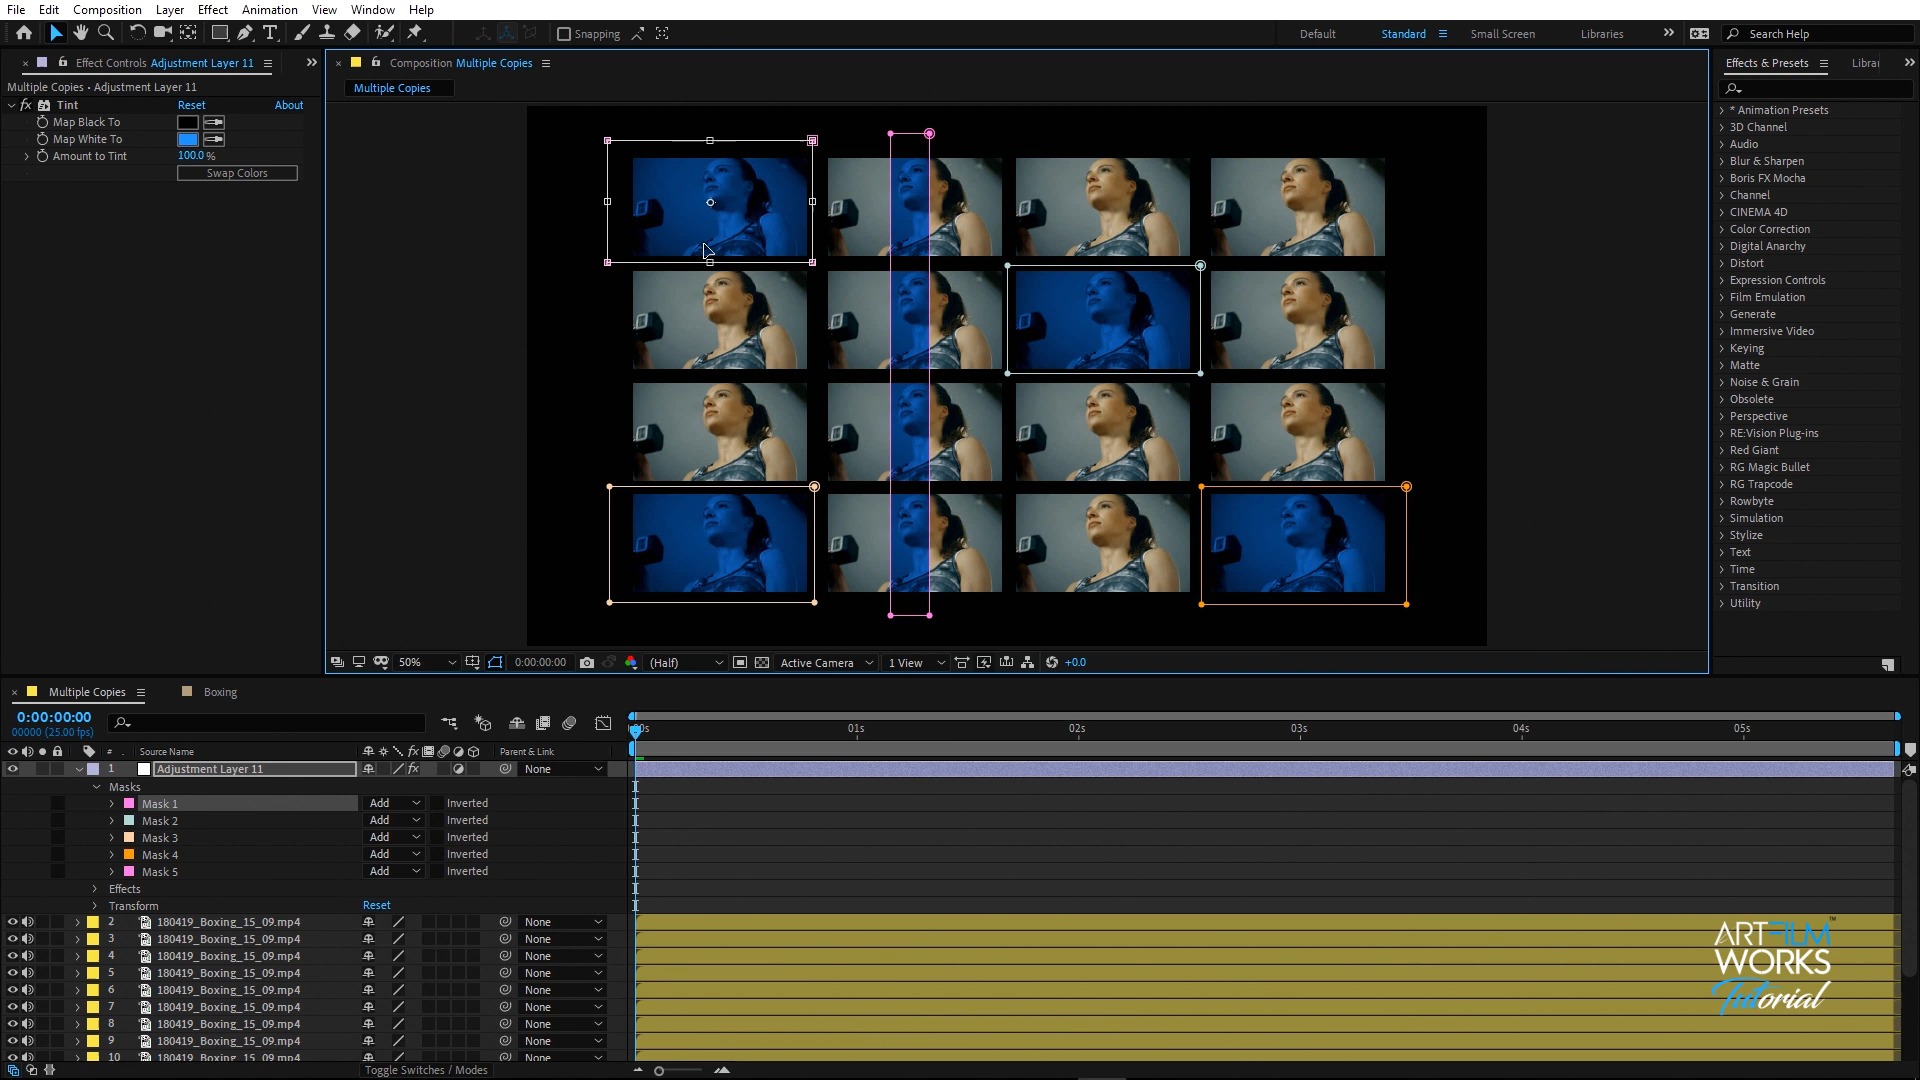 File Edit Composition Layer Effect Animation View Window Help
Snapping Default Standard Small Screen Libraries Search Help
Effect Controls Adjustment Layer 11
Composition Multiple Copies
Effects & Presets Librar
Multiple Copies • Adjustment Layer 11
Multiple Copies
fx Tint Reset About
Map Black To
Map White To
Amount to Tint 100.0 %
Swap Colors
* Animation Presets
3D Channel
Audio
Blur & Sharpen
Boris FX Mocha
Channel
CINEMA 4D
Color Correction
Digital Anarchy
Distort
Expression Controls
Film Emulation
Generate
Immersive Video
Keying
Matte
Noise & Grain
Obsolete
Perspective
RE:Vision Plug-ins
Red Giant
RG Magic Bullet
RG Trapcode
Rowbyte
Simulation
Stylize
Text
Time
Transition
Utility
50% 0:00:00:00 (Half) Active Camera 1 View +0.0
Multiple Copies Boxing
0:00:00:00
00000 (25.00 fps)
00s 01s 02s 03s 04s 05s
# Source Name fx Parent & Link
1 Adjustment Layer 11 fx None
Masks
Mask 1 Add Inverted
Mask 2 Add Inverted
Mask 3 Add Inverted
Mask 4 Add Inverted
Mask 5 Add Inverted
Effects
Transform Reset
2 180419_Boxing_15_09.mp4 None
3 180419_Boxing_15_09.mp4 None
4 180419_Boxing_15_09.mp4 None
5 180419_Boxing_15_09.mp4 None
6 180419_Boxing_15_09.mp4 None
7 180419_Boxing_15_09.mp4 None
8 180419_Boxing_15_09.mp4 None
9 180419_Boxing_15_09.mp4 None
10 180419_Boxing_15_09.mp4 None
Toggle Switches / Modes
ARTFILM™
WORKS
Tutorial